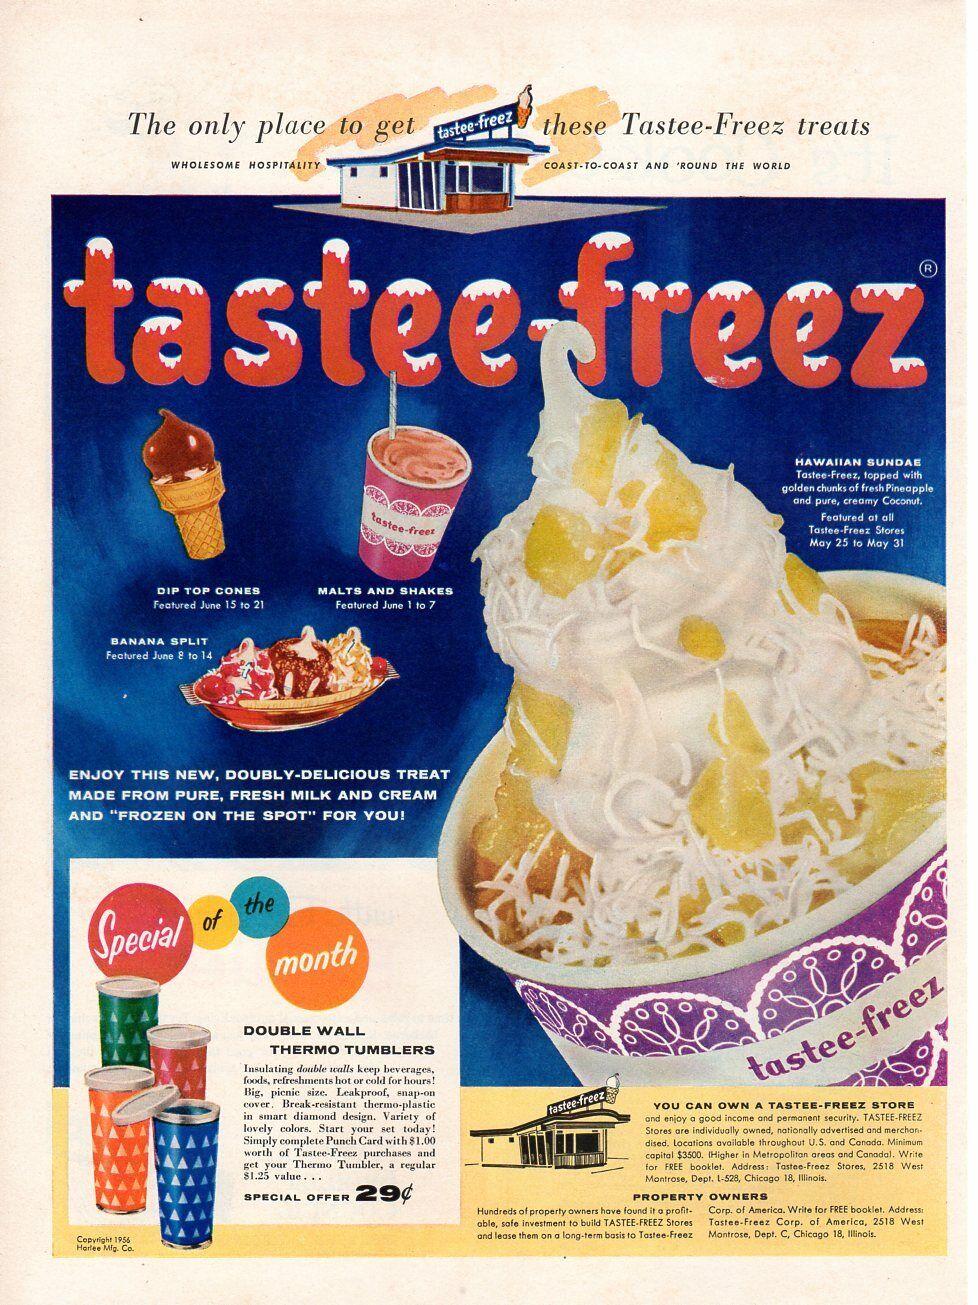 The only place to get
tastee-freez
these Tastee-Freez treats
WHOLESOME HOSPITALITY
COAST-TO-COAST AND 'ROUND THE WORLD
tastee-freez ®
HAWAIIAN SUNDAE
Tastee-Freez, topped with
golden chunks of fresh Pineapple
and pure, creamy Coconut.
Featured at all
Tastee-Freez Stores
May 25 to May 31
tastee-freez
DIP TOP CONES
Featured June 15 to 21
MALTS AND SHAKES
Featured June 1 to 7
BANANA SPLIT
Featured June 8 to 14
ENJOY THIS NEW, DOUBLY-DELICIOUS TREAT
MADE FROM PURE, FRESH MILK AND CREAM
AND "FROZEN ON THE SPOT" FOR YOU!
Special of the month
tastee-freez
DOUBLE WALL
THERMO TUMBLERS
Insulating double walls keep beverages,
foods, refreshments hot or cold for hours!
Big, picnic size. Leakproof, snap-on
cover. Break-resistant thermo-plastic
in smart diamond design. Variety of
lovely colors. Start your set today!
Simply complete Punch Card with $1.00
worth of Tastee-Freez purchases and
get your Thermo Tumbler, a regular
$1.25 value . . .
SPECIAL OFFER 29¢
Copyright 1956
Harlee Mfg. Co.
tastee-freez
YOU CAN OWN A TASTEE-FREEZ STORE
and enjoy a good income and permanent security. TASTEE-FREEZ
Stores are individually owned, nationally advertised and merchan-
dised. Locations available throughout U.S. and Canada. Minimum
capital $3500. (Higher in Metropolitan areas and Canada). Write
for FREE booklet. Address: Tastee-Freez Stores, 2518 West
Montrose, Dept. L-528, Chicago 18, Illinois.
PROPERTY OWNERS
Hundreds of property owners have found it a profit-
able, safe investment to build TASTEE-FREEZ Stores
and lease them on a long-term basis to Tastee-Freez
Corp. of America. Write for FREE booklet. Address:
Tastee-Freez Corp. of America, 2518 West
Montrose, Dept. C, Chicago 18, Illinois.